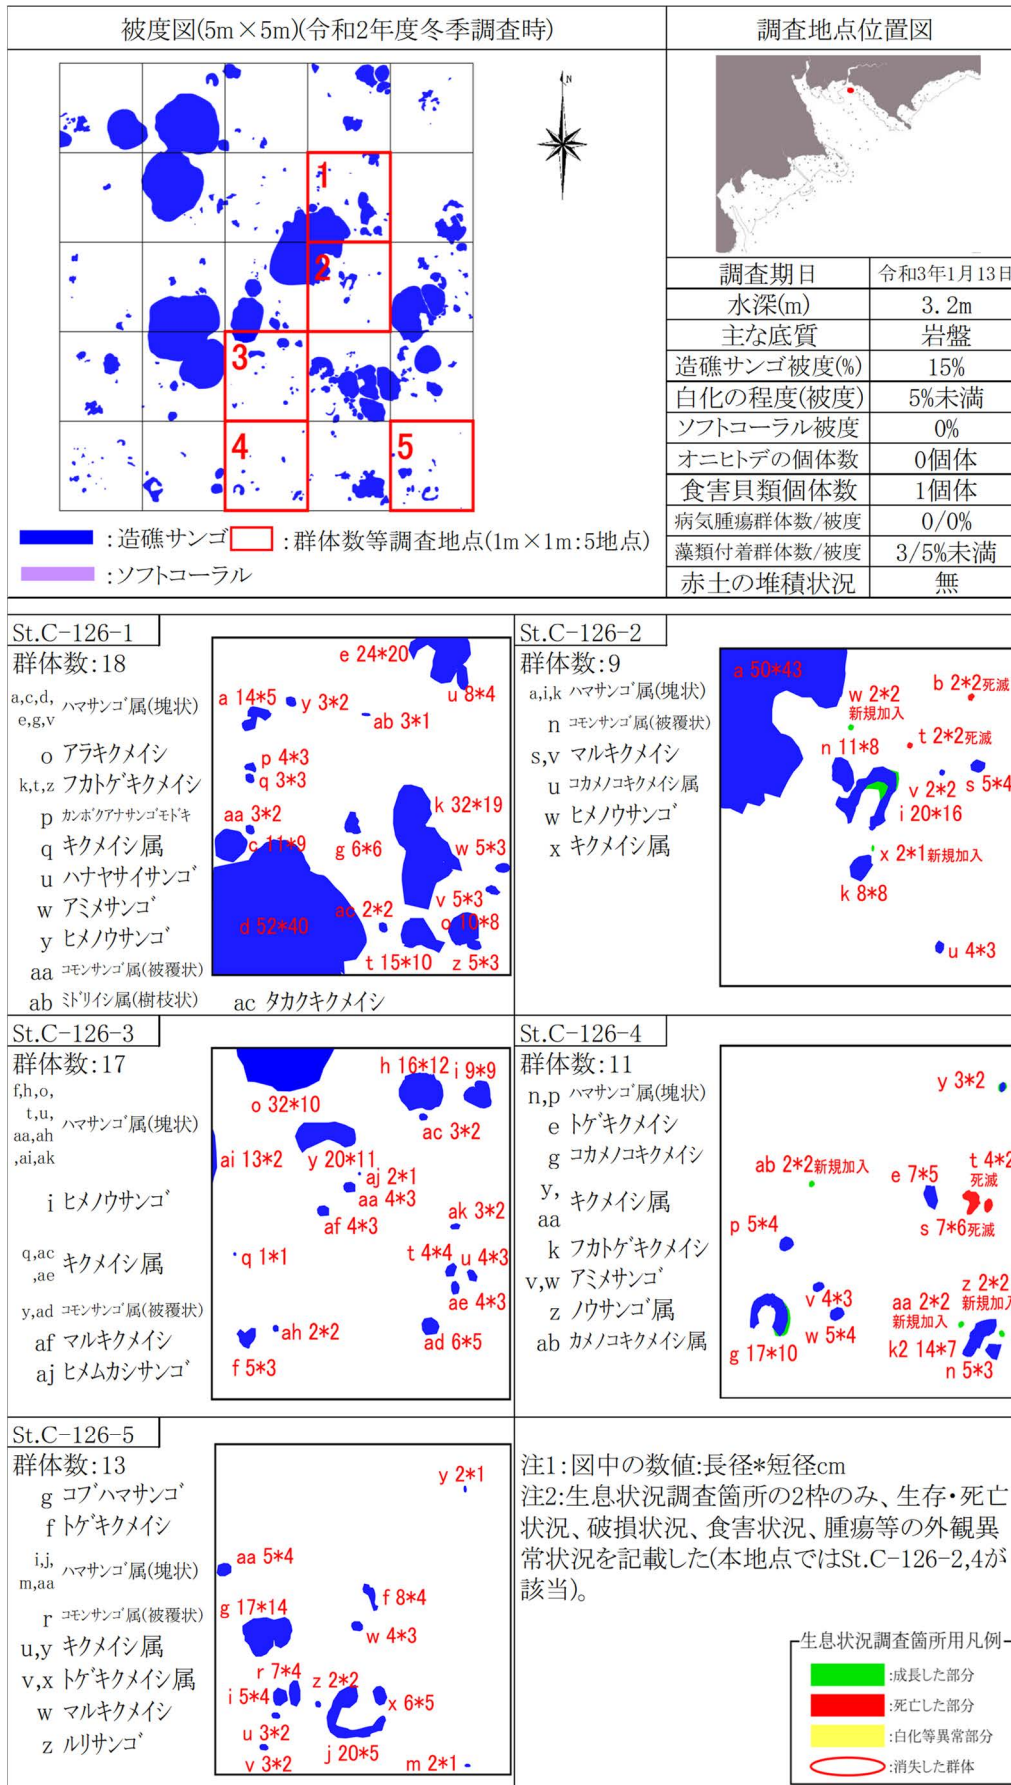 被度図(5m×5m)(令和2年度冬季調査時)
調査地点位置図
N
1
2
3
4
5
:造礁サンゴ
:群体数等調査地点(1m×1m:5地点)
:ソフトコーラル
調査期日 令和3年1月13日
水深(m) 3.2m
主な底質 岩盤
造礁サンゴ被度(%) 15%
白化の程度(被度) 5%未満
ソフトコーラル被度 0%
オニヒトデの個体数 0個体
食害貝類個体数 1個体
病気腫瘍群体数/被度 0/0%
藻類付着群体数/被度 3/5%未満
赤土の堆積状況 無
St.C-126-1
群体数:18
a,c,d,
e,g,v ハマサンゴ属(塊状)
o アラキクメイシ
k,t,z フカトゲキクメイシ
p カンボクアナサンゴモドキ
q キクメイシ属
u ハナヤサイサンゴ
w アミメサンゴ
y ヒメノウサンゴ
aa コモンサンゴ属(被覆状)
ab ミドリイシ属(樹枝状)
ac タカクキクメイシ
e 24*20
a 14*5
y 3*2
u 8*4
ab 3*1
p 4*3
q 3*3
aa 3*2
c 11*9
g 6*6
k 32*19
w 5*3
v 5*3
ac 2*2
d 52*40
o 10*8
t 15*10
z 5*3
St.C-126-2
群体数:9
a,i,k ハマサンゴ属(塊状)
n コモンサンゴ属(被覆状)
s,v マルキクメイシ
u コカメノコキクメイシ属
w ヒメノウサンゴ
x キクメイシ属
a 50*43
w 2*2
新規加入
b 2*2死滅
t 2*2死滅
n 11*8
v 2*2
s 5*4
i 20*16
x 2*1新規加入
k 8*8
u 4*3
St.C-126-3
群体数:17
f,h,o,
t,u,
aa,ah
,ai,ak
ハマサンゴ属(塊状)
i ヒメノウサンゴ
q,ac
,ae
キクメイシ属
y,ad コモンサンゴ属(被覆状)
af マルキクメイシ
aj ヒメムカシサンゴ
h 16*12
i 9*9
o 32*10
ac 3*2
ai 13*2
y 20*11
aj 2*1
aa 4*3
af 4*3
ak 3*2
q 1*1
t 4*4
u 4*3
ae 4*3
ah 2*2
ad 6*5
f 5*3
St.C-126-4
群体数:11
n,p ハマサンゴ属(塊状)
e トゲキクメイシ
g コカメノコキクメイシ
y,
aa
キクメイシ属
k フカトゲキクメイシ
v,w アミメサンゴ
z ノウサンゴ属
ab カメノコキクメイシ属
y 3*2
ab 2*2新規加入
e 7*5
t 4*2
死滅
s 7*6死滅
p 5*4
v 4*3
w 5*4
z 2*2
新規加入
aa 2*2
新規加入
g 17*10
k2 14*7
n 5*3
St.C-126-5
群体数:13
g コブハマサンゴ
f トゲキクメイシ
i,j,
m,aa
ハマサンゴ属(塊状)
r コモンサンゴ属(被覆状)
u,y キクメイシ属
v,x トゲキクメイシ属
w マルキクメイシ
z ルリサンゴ
y 2*1
aa 5*4
g 17*14
f 8*4
w 4*3
r 7*4
z 2*2
i 5*4
x 6*5
u 3*2
j 20*5
v 3*2
m 2*1
注1:図中の数値:長径*短径cm
注2:生息状況調査箇所の2枠のみ、生存・死亡
状況、破損状況、食害状況、腫瘍等の外観異
常状況を記載した(本地点ではSt.C-126-2,4が
該当)。
生息状況調査箇所用凡例
:成長した部分
:死亡した部分
:白化等異常部分
:消失した群体